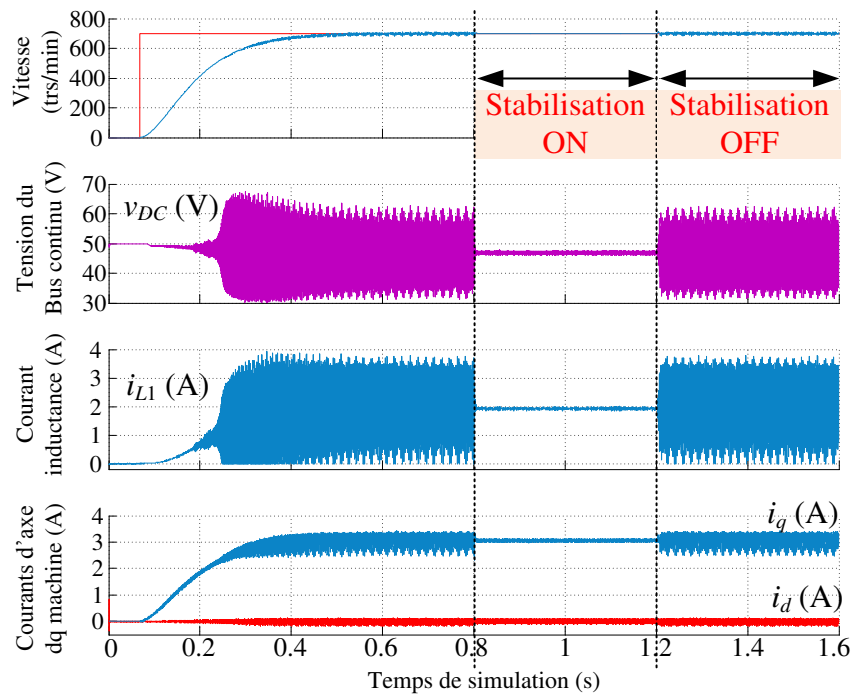 800
600
400
200
0
Vitesse
(trs/min)
Stabilisation
ON
Stabilisation
OFF
70
60
50
40
30
Tension du
Bus continu (V)
v_DC (V)
4
3
2
1
0
Courant
inductance (A)
i_L1 (A)
4
3
2
1
0
Courants d'axe
dq machine (A)
i_q (A)
i_d (A)
0 0.2 0.4 0.6 0.8 1 1.2 1.4 1.6
Temps de simulation (s)